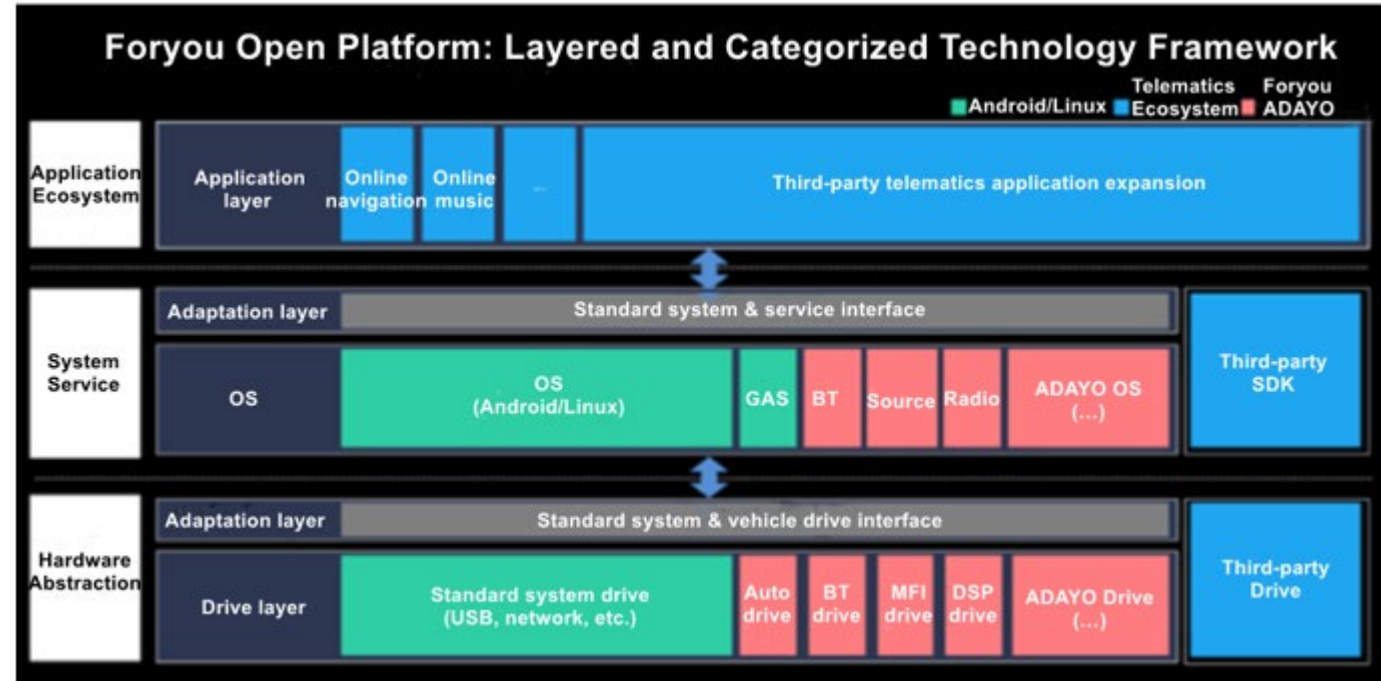 Foryou Open Platform: Layered and Categorized Technology Framework
Android/Linux
Telematics
Ecosystem
Foryou
ADAYO
Application
Ecosystem
Application
layer
Online
navigation
Online
music
...
Third-party telematics application expansion
System
Service
Adaptation layer
Standard system & service interface
OS
OS
(Android/Linux)
GAS
BT
Source
Radio
ADAYO OS
(...)
Third-party
SDK
Hardware
Abstraction
Adaptation layer
Standard system & vehicle drive interface
Drive layer
Standard system drive
(USB, network, etc.)
Auto
drive
BT
drive
MFI
drive
DSP
drive
ADAYO Drive
(...)
Third-party
Drive